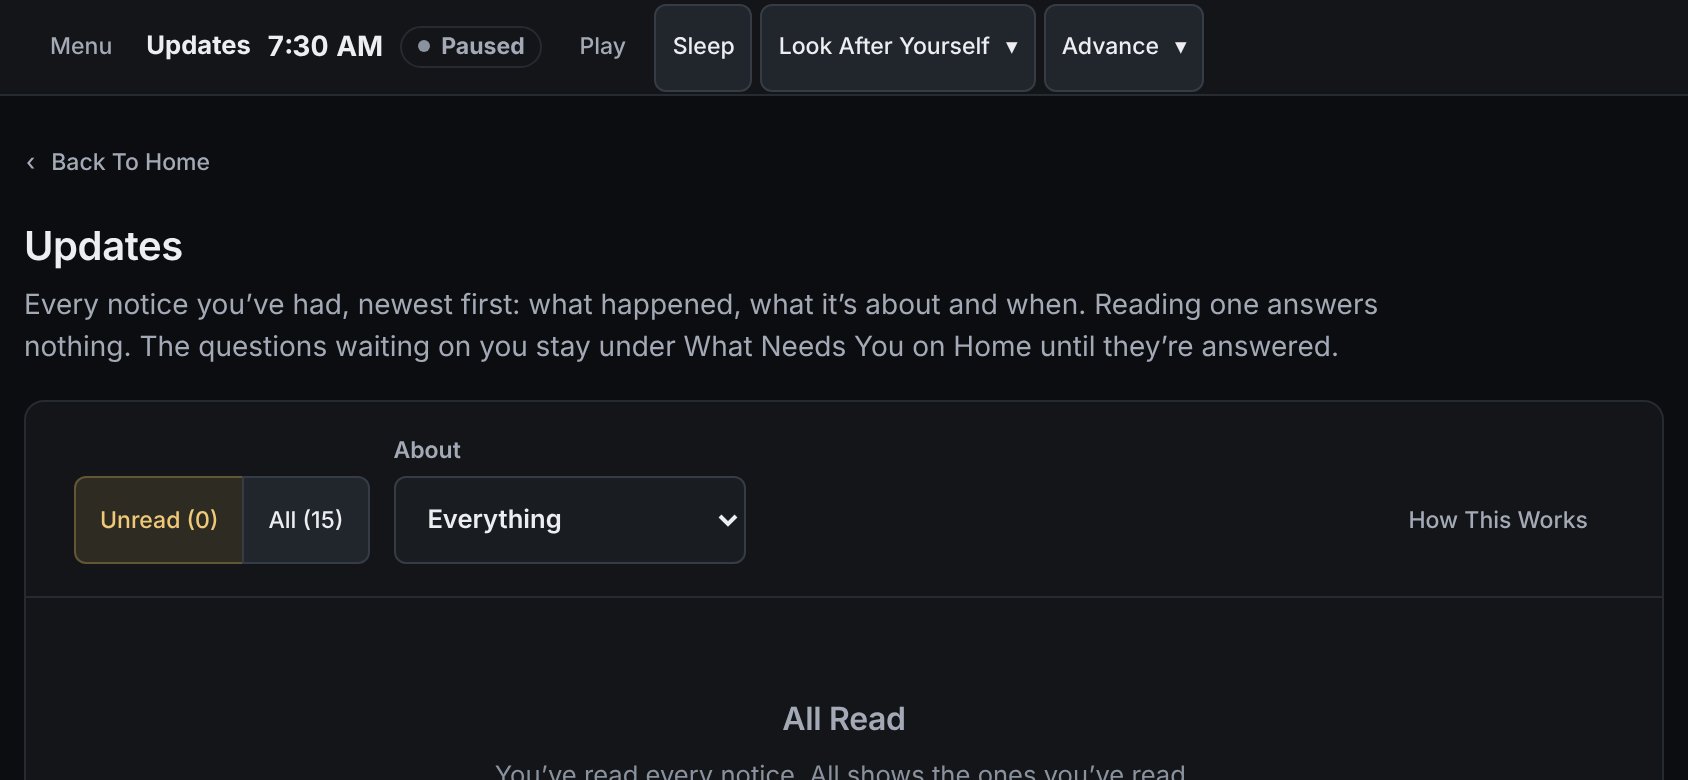 Menu Updates 7:30 AM Paused Play Sleep Look After Yourself ▼ Advance ▼
‹ Back To Home
Updates
Every notice you’ve had, newest first: what happened, what it’s about and when. Reading one answers
nothing. The questions waiting on you stay under What Needs You on Home until they’re answered.
About
Unread (0) All (15) Everything How This Works
All Read
You’ve read every notice. All shows the ones you’ve read.